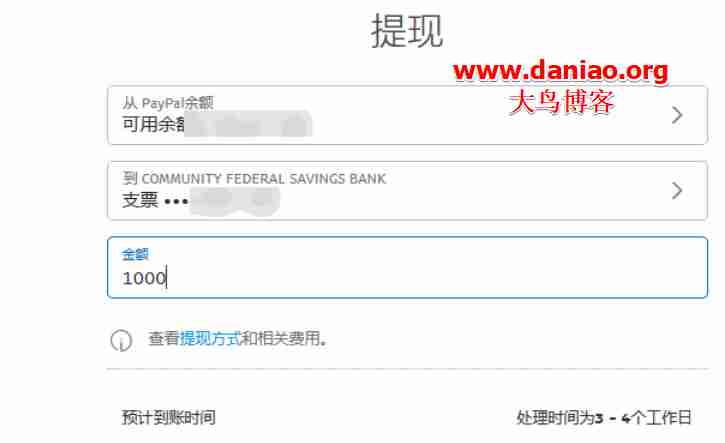 提现
www.daniao.org
大鸟博客
从 PayPal余额
可用余额
到 COMMUNITY FEDERAL SAVINGS BANK
支票 •••
金额
1000
查看提现方式和相关费用。
预计到账时间
处理时间为3 - 4个工作日